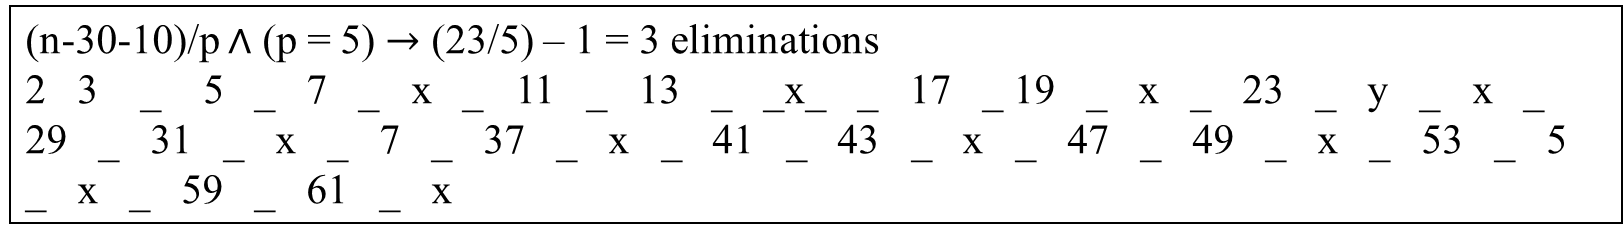 (n-30-10)/p ∧ (p = 5) → (23/5) – 1 = 3 eliminations
2 3 _ 5 _ 7 _ x _ 11 _ 13 _ _x_ _ 17 _ 19 _ x _ 23 _ y _ x _
29 _ 31 _ x _ 7 _ 37 _ x _ 41 _ 43 _ x _ 47 _ 49 _ x _ 53 _ 5
_ x _ 59 _ 61 _ x